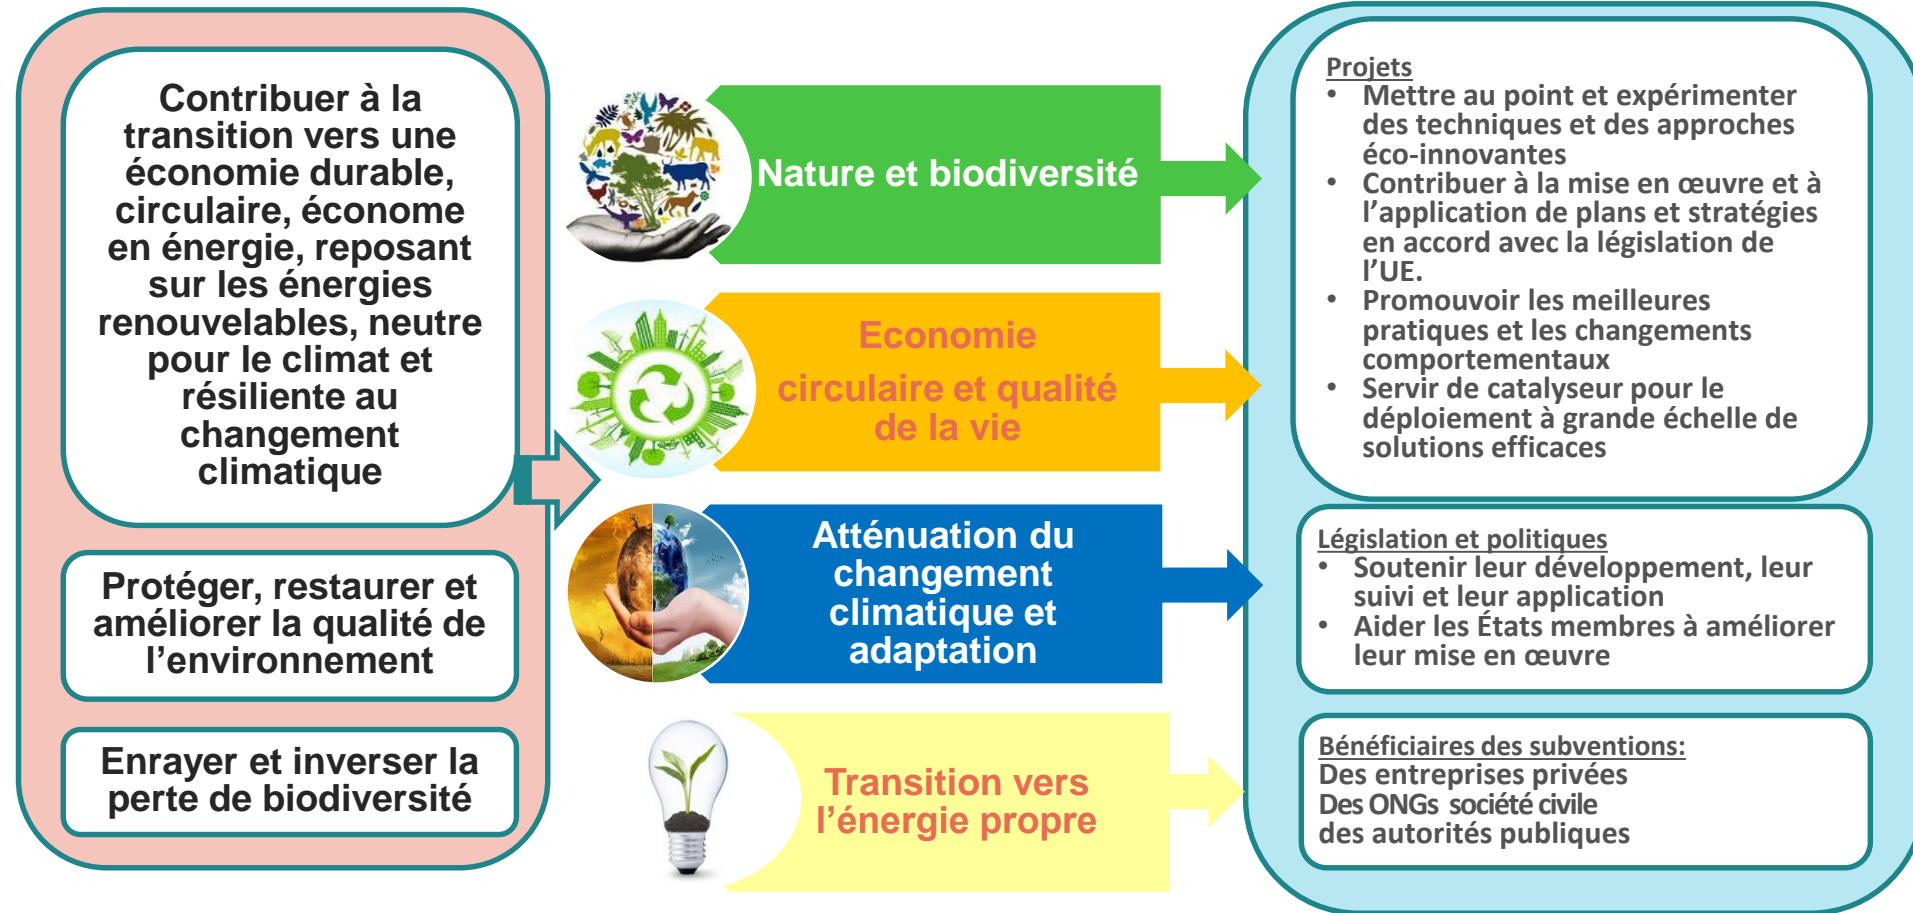 Contribuer à la
transition vers une
économie durable,
circulaire, économe
en énergie, reposant
sur les énergies
renouvelables, neutre
pour le climat et
résiliente au
changement
climatique
Protéger, restaurer et
améliorer la qualité de
l’environnement
Enrayer et inverser la
perte de biodiversité
Nature et biodiversité
Economie
circulaire et qualité
de la vie
Atténuation du
changement
climatique et
adaptation
Transition vers
l’énergie propre
Projets
• Mettre au point et expérimenter
des techniques et des approches
éco-innovantes
• Contribuer à la mise en œuvre et à
l’application de plans et stratégies
en accord avec la législation de
l’UE.
• Promouvoir les meilleures
pratiques et les changements
comportementaux
• Servir de catalyseur pour le
déploiement à grande échelle de
solutions efficaces
Législation et politiques
• Soutenir leur développement, leur
suivi et leur application
• Aider les États membres à améliorer
leur mise en œuvre
Bénéficiaires des subventions:
Des entreprises privées
Des ONGs société civile
des autorités publiques